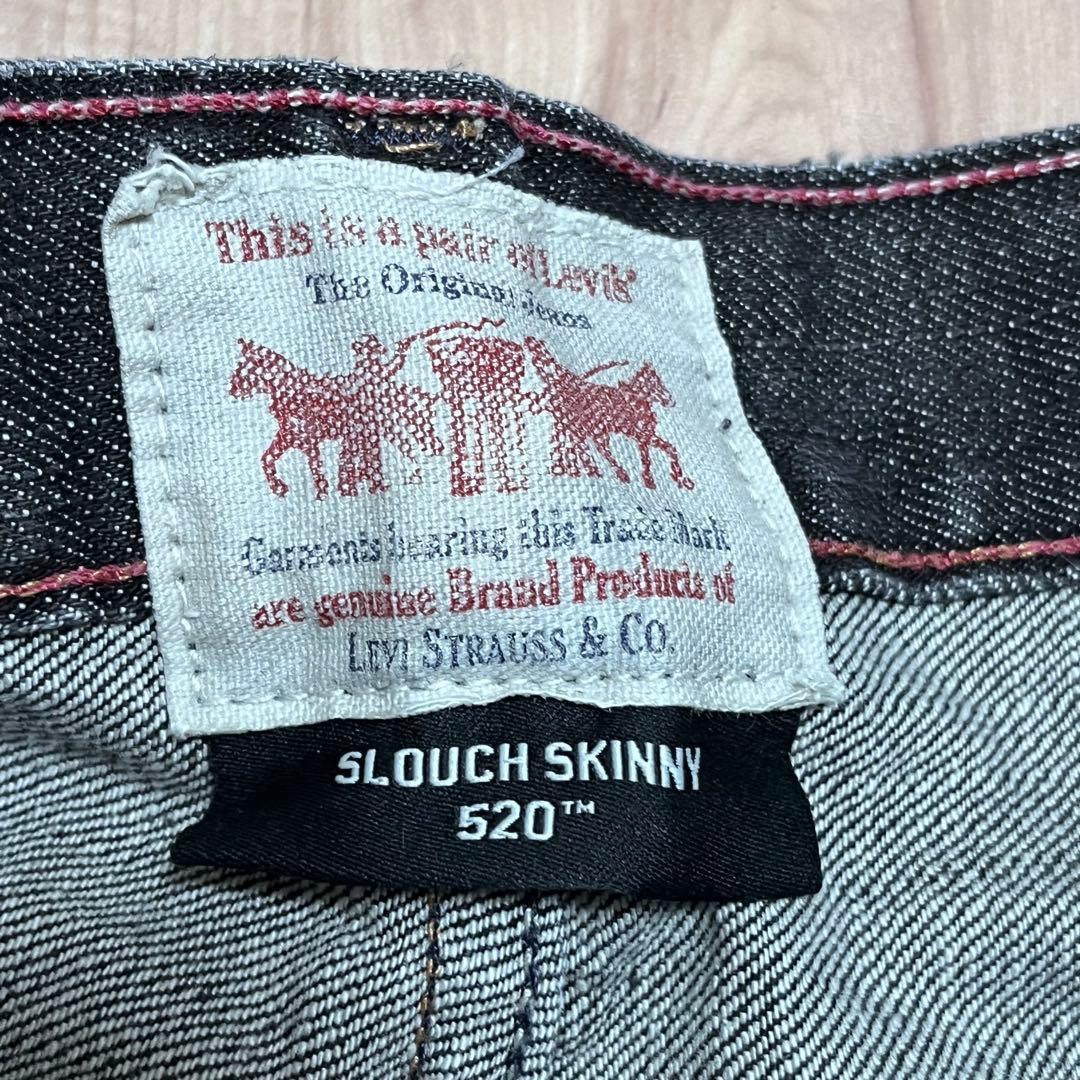 This is a pair of Levi's®
The Original Jeans
Garments bearing this Trade Mark
are genuine Brand Products of
LEVI STRAUSS & CO.
SLOUCH SKINNY
520™